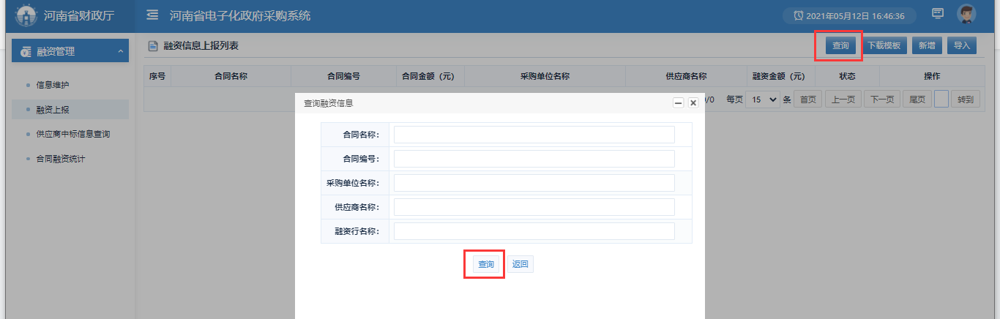 河南省财政厅
河南省电子化政府采购系统
2021年05月12日 16:46:36
融资管理
信息维护
融资上报
供应商中标信息查询
合同融资统计
融资信息上报列表
查询 下载模板 新增 导入
序号 合同名称 合同编号 合同金额（元） 采购单位名称 供应商名称 融资金额（元） 状态 操作
/0 每页 15 条 首页 上一页 下一页 尾页 转到
查询融资信息
合同名称：
合同编号：
采购单位名称：
供应商名称：
融资行名称：
查询 返回